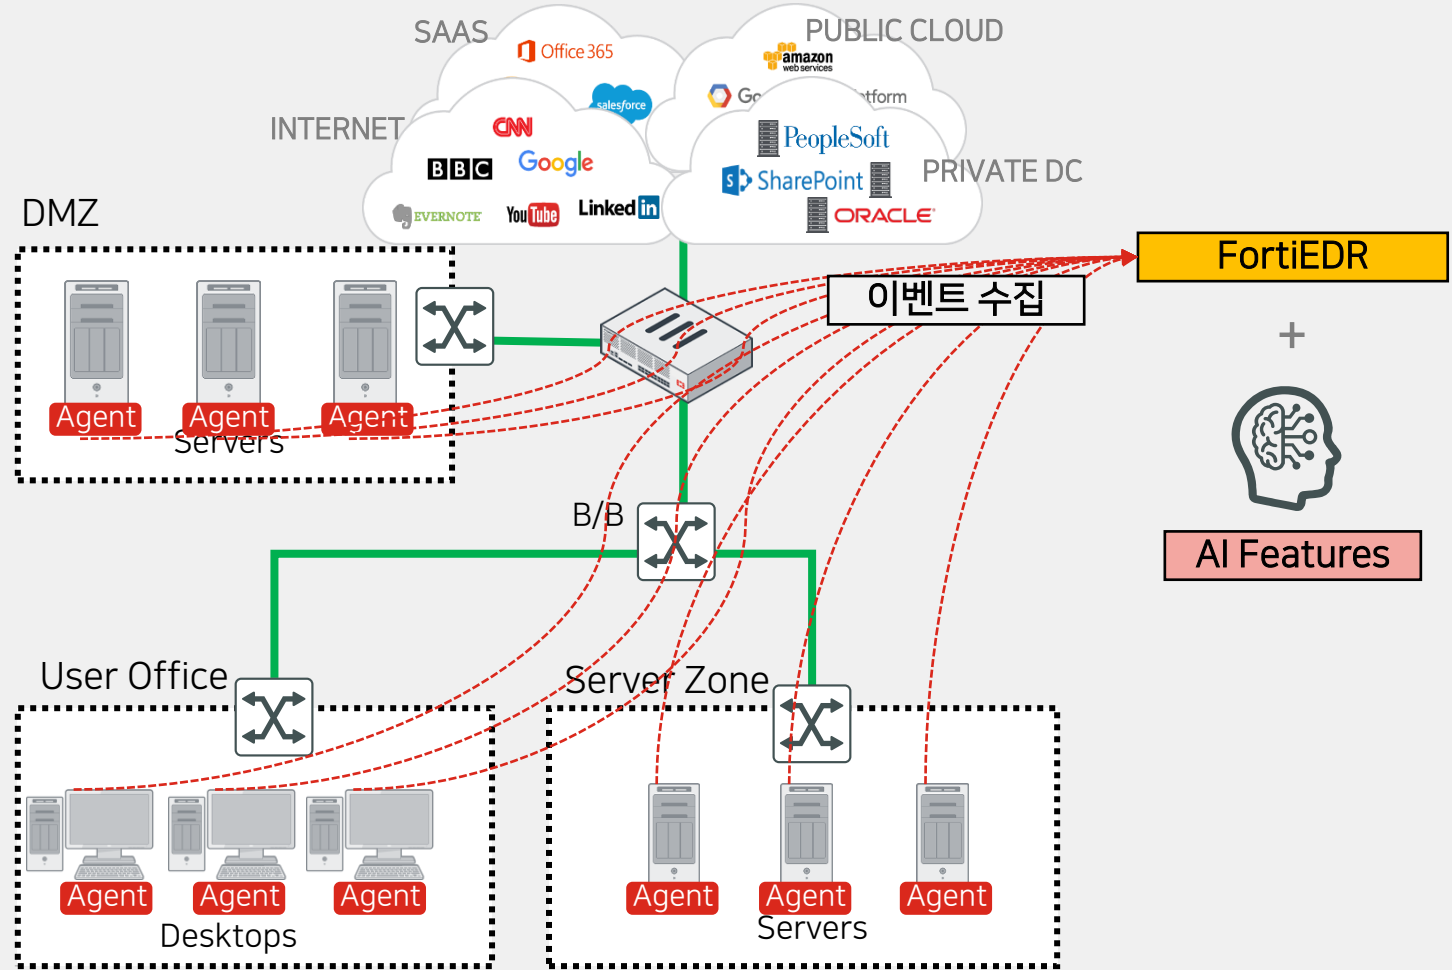 SAAS
Office 365
salesforce
PUBLIC CLOUD
amazon
web services
INTERNET
CNN
BBC
Google
EVERNOTE
YouTube
LinkedIn
PeopleSoft
SharePoint
ORACLE
PRIVATE DC
DMZ
Agent
Agent
Agent
Servers
이벤트 수집
FortiEDR
+
AI Features
B/B
User Office
Agent
Agent
Agent
Desktops
Server Zone
Agent
Agent
Agent
Servers